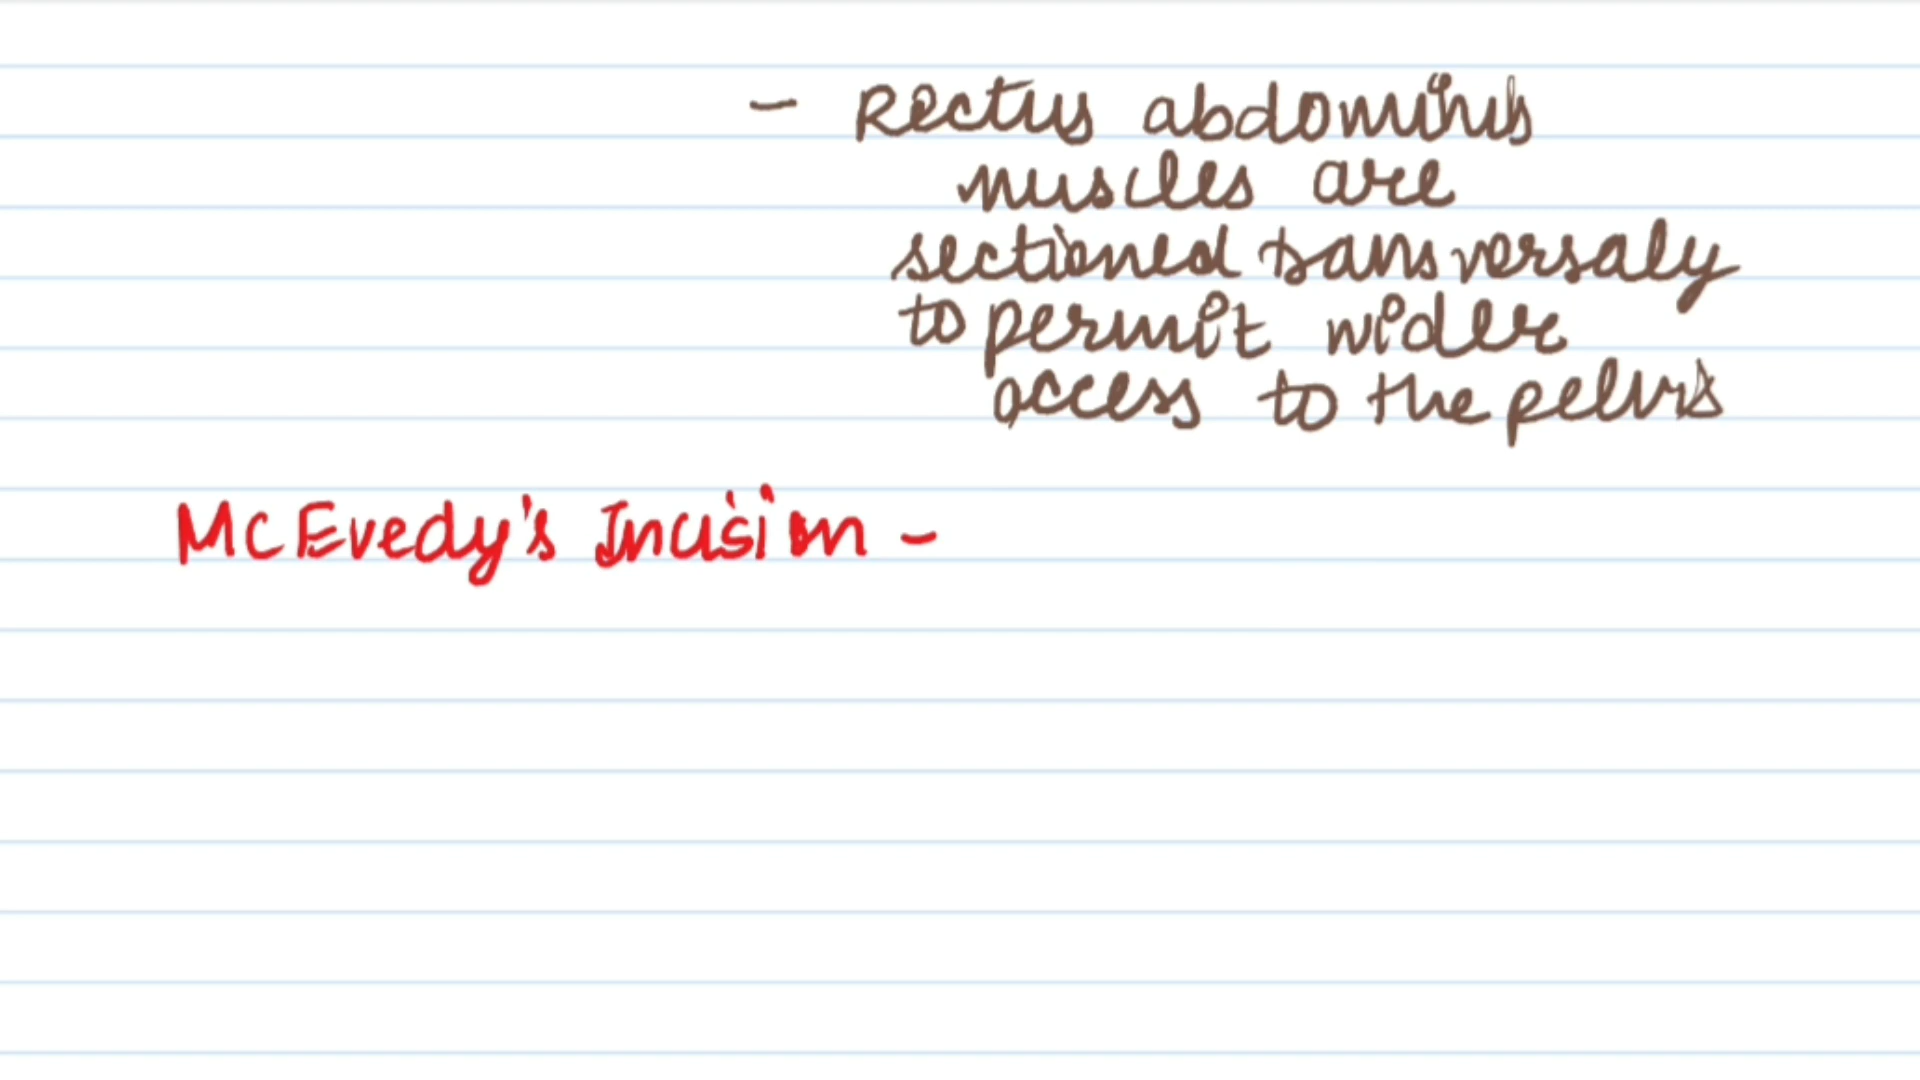 - Rectus abdominis
muscles are
sectioned transversaly
to permit wider
access to the pelvis
McEvedy's Incision -